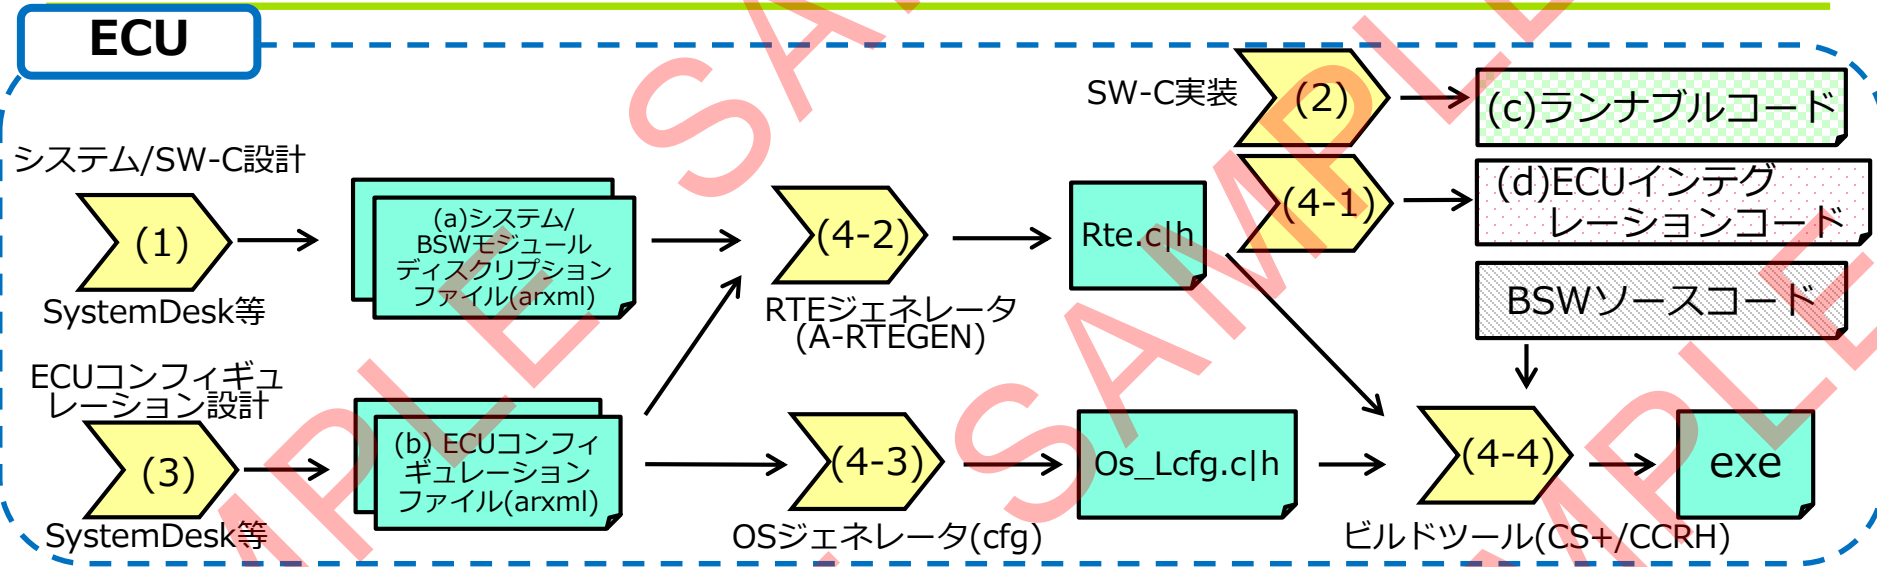 ECU
SW-C実装
(2)
(c)ランナブルコード
システム/SW-C設計
(1)
SystemDesk等
(a)システム/
BSWモジュール
ディスクリプション
ファイル(arxml)
(4-2)
RTEジェネレータ
(A-RTEGEN)
Rte.c|h
(4-1)
(d)ECUインテグ
レーションコード
BSWソースコード
ECUコンフィギュ
レーション設計
(3)
SystemDesk等
(b) ECUコンフィ
ギュレーション
ファイル(arxml)
(4-3)
OSジェネレータ(cfg)
Os_Lcfg.c|h
(4-4)
ビルドツール(CS+/CCRH)
exe
SAMPLE SAMPLE
SAMPLE SAMPLE